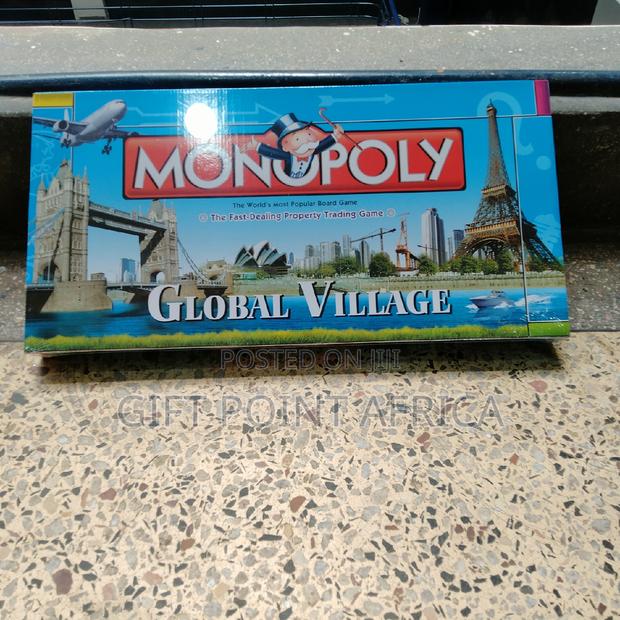 MONOPOLY
The World's Most Popular Board Game
The Fast-Dealing Property Trading Game
GLOBAL VILLAGE
POSTED ON JIJI
GIFT POINT AFRICA